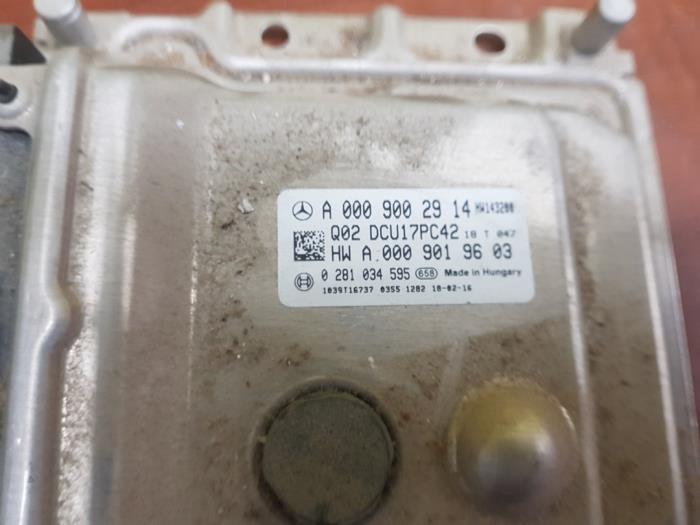 A 000 900 29 14 HW143200
Q02 DCU17PC42 18 T 047
HW A.000 901 96 03
0 281 034 595 658 Made in Hungary
1039T16737 0355 1282 18-02-16